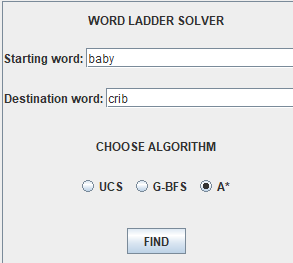 WORD LADDER SOLVER
Starting word: baby
Destination word: crib
CHOOSE ALGORITHM
UCS G-BFS A*
FIND